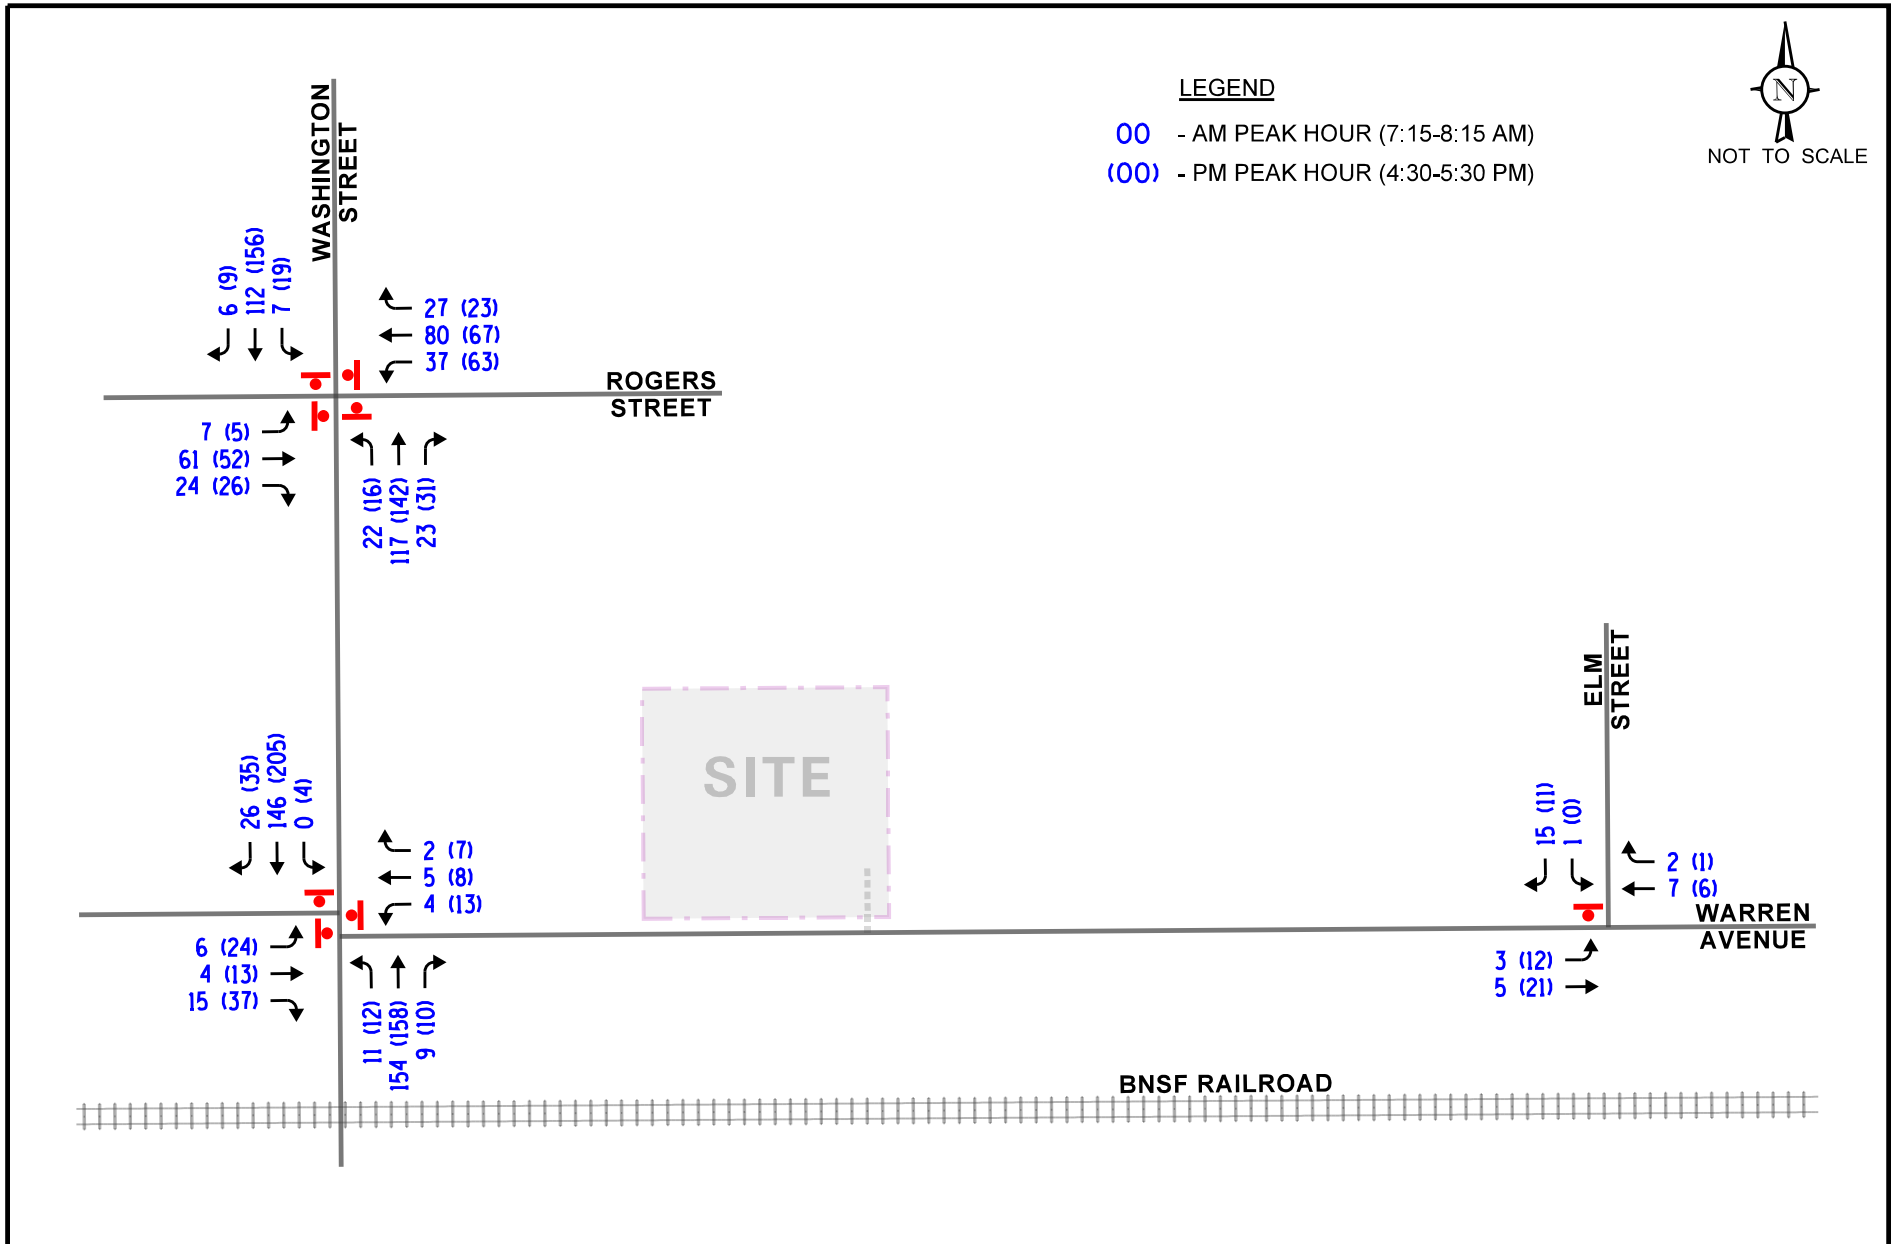 LEGEND
00 - AM PEAK HOUR (7:15-8:15 AM)
(00) - PM PEAK HOUR (4:30-5:30 PM)
N
NOT TO SCALE
WASHINGTON
STREET
6 (9)
112 (156)
7 (19)
27 (23)
80 (67)
37 (63)
ROGERS
STREET
7 (5)
61 (52)
24 (26)
22 (16)
117 (142)
23 (31)
ELM
STREET
SITE
26 (35)
146 (205)
0 (4)
2 (7)
5 (8)
4 (13)
15 (11)
1 (0)
2 (1)
7 (6)
WARREN
AVENUE
6 (24)
4 (13)
15 (37)
11 (12)
154 (158)
9 (10)
3 (12)
5 (21)
BNSF RAILROAD